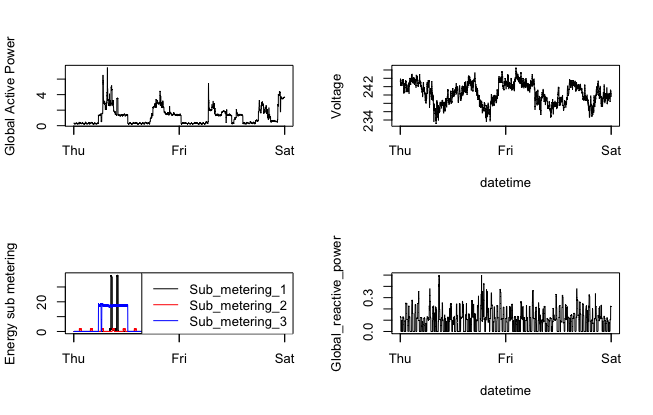 Global Active Power
4
0
Thu Fri Sat
Voltage
242
234
Thu Fri Sat
datetime
Energy sub metering
20
0
Sub_metering_1
Sub_metering_2
Sub_metering_3
Thu Fri Sat
Global_reactive_power
0.3
0.0
Thu Fri Sat
datetime